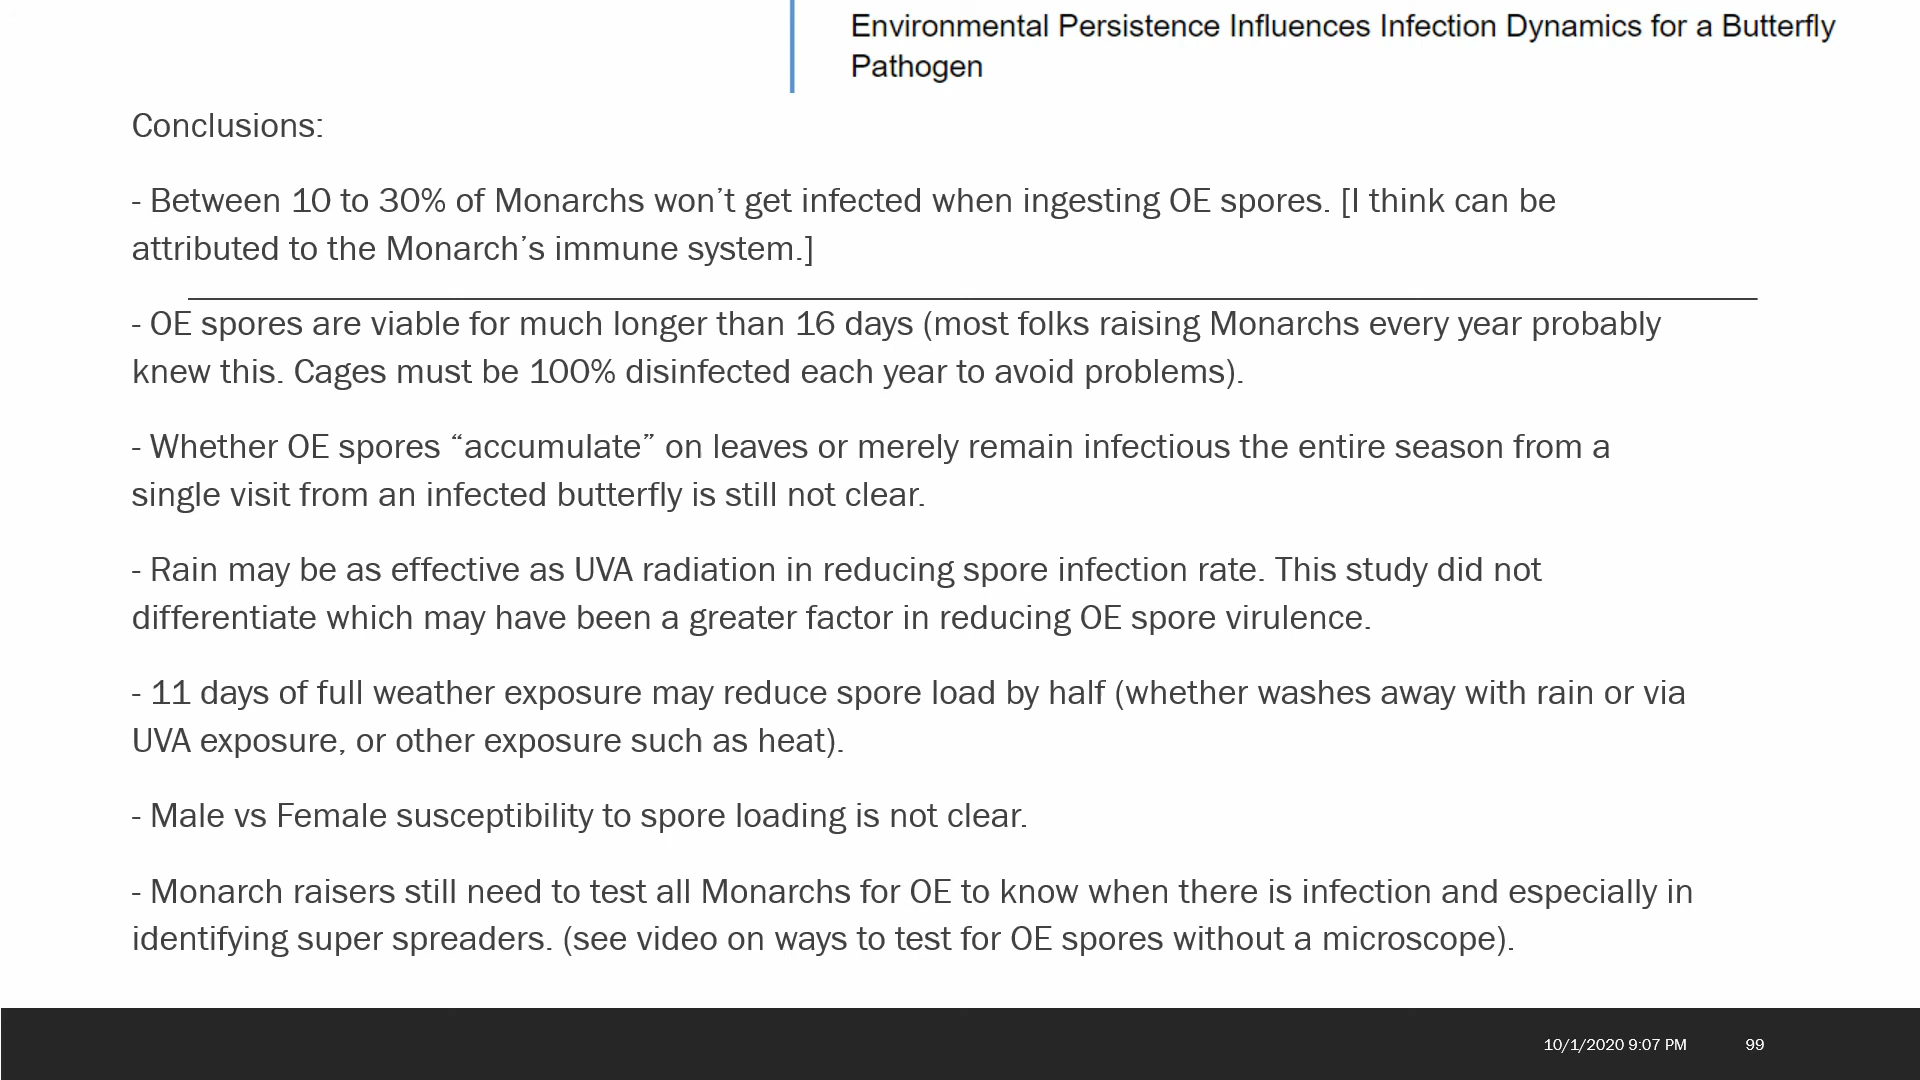 Environmental Persistence Influences Infection Dynamics for a Butterfly
Pathogen
Conclusions:
- Between 10 to 30% of Monarchs won’t get infected when ingesting OE spores. [I think can be
attributed to the Monarch’s immune system.]
- OE spores are viable for much longer than 16 days (most folks raising Monarchs every year probably
knew this. Cages must be 100% disinfected each year to avoid problems).
- Whether OE spores “accumulate” on leaves or merely remain infectious the entire season from a
single visit from an infected butterfly is still not clear.
- Rain may be as effective as UVA radiation in reducing spore infection rate. This study did not
differentiate which may have been a greater factor in reducing OE spore virulence.
- 11 days of full weather exposure may reduce spore load by half (whether washes away with rain or via
UVA exposure, or other exposure such as heat).
- Male vs Female susceptibility to spore loading is not clear.
- Monarch raisers still need to test all Monarchs for OE to know when there is infection and especially in
identifying super spreaders. (see video on ways to test for OE spores without a microscope).
10/1/2020 9:07 PM 99